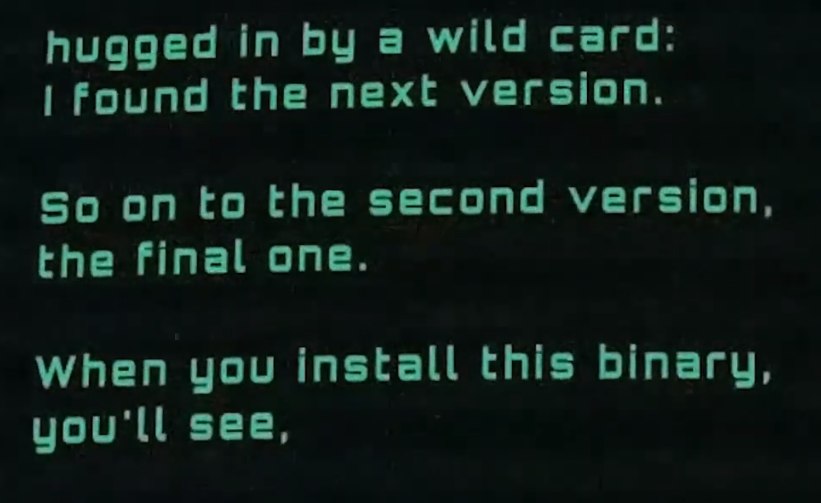 hugged in by a wild card:
I found the next version.
So on to the second version,
the final one.
When you install this binary,
you'll see,